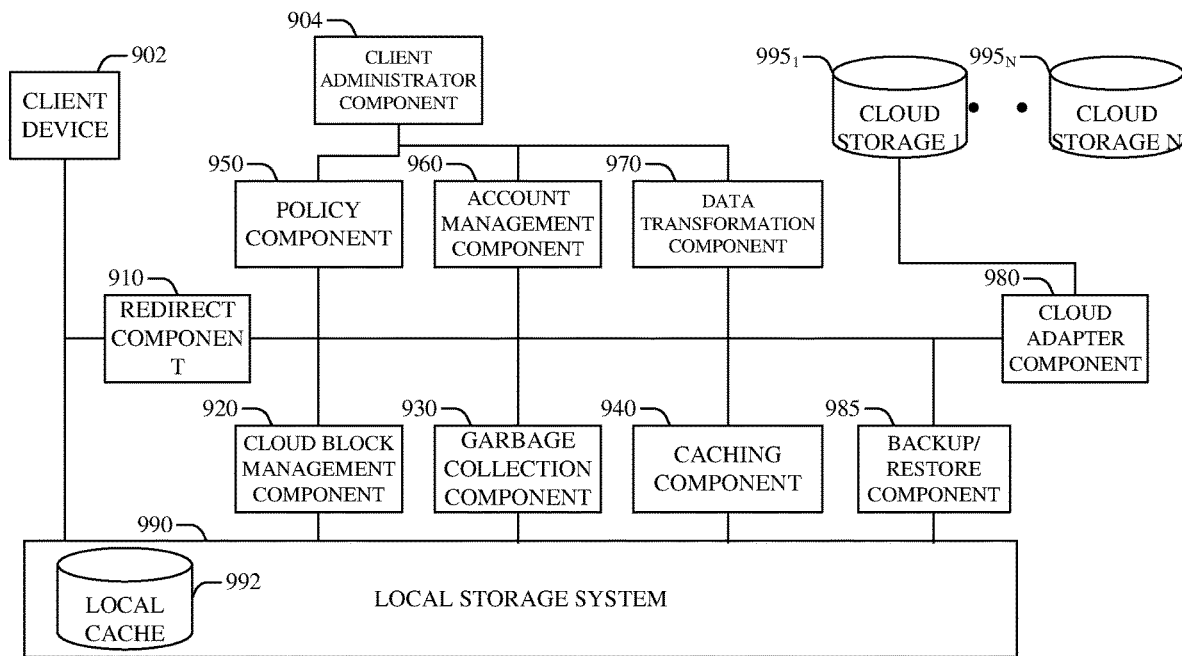 902
CLIENT
DEVICE
904
CLIENT
ADMINISTRATOR
COMPONENT
995₁
CLOUD
STORAGE 1
995N
CLOUD
STORAGE N
950
POLICY
COMPONENT
960
ACCOUNT
MANAGEMENT
COMPONENT
970
DATA
TRANSFORMATION
COMPONENT
910
REDIRECT
COMPONEN
T
980
CLOUD
ADAPTER
COMPONENT
920
CLOUD BLOCK
MANAGEMENT
COMPONENT
930
GARBAGE
COLLECTION
COMPONENT
940
CACHING
COMPONENT
985
BACKUP/
RESTORE
COMPONENT
990
992
LOCAL
CACHE
LOCAL STORAGE SYSTEM